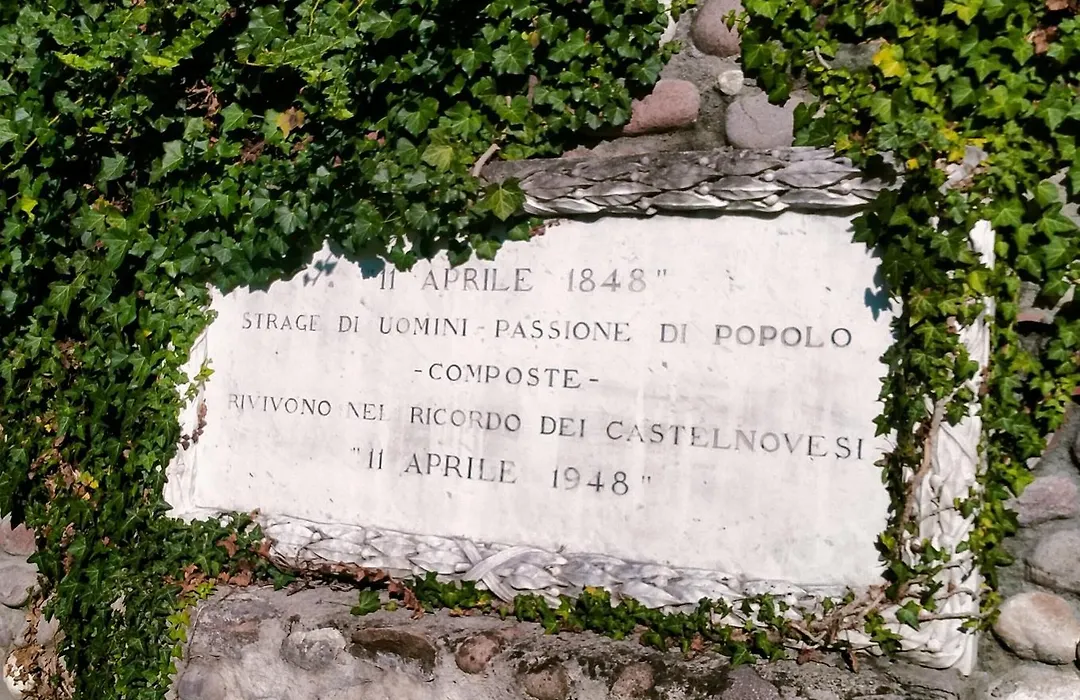 "11 APRILE 1848"
STRAGE DI UOMINI - PASSIONE DI POPOLO
- COMPOSTE -
RIVIVONO NEL RICORDO DEI CASTELNOVESI
"11 APRILE 1948"